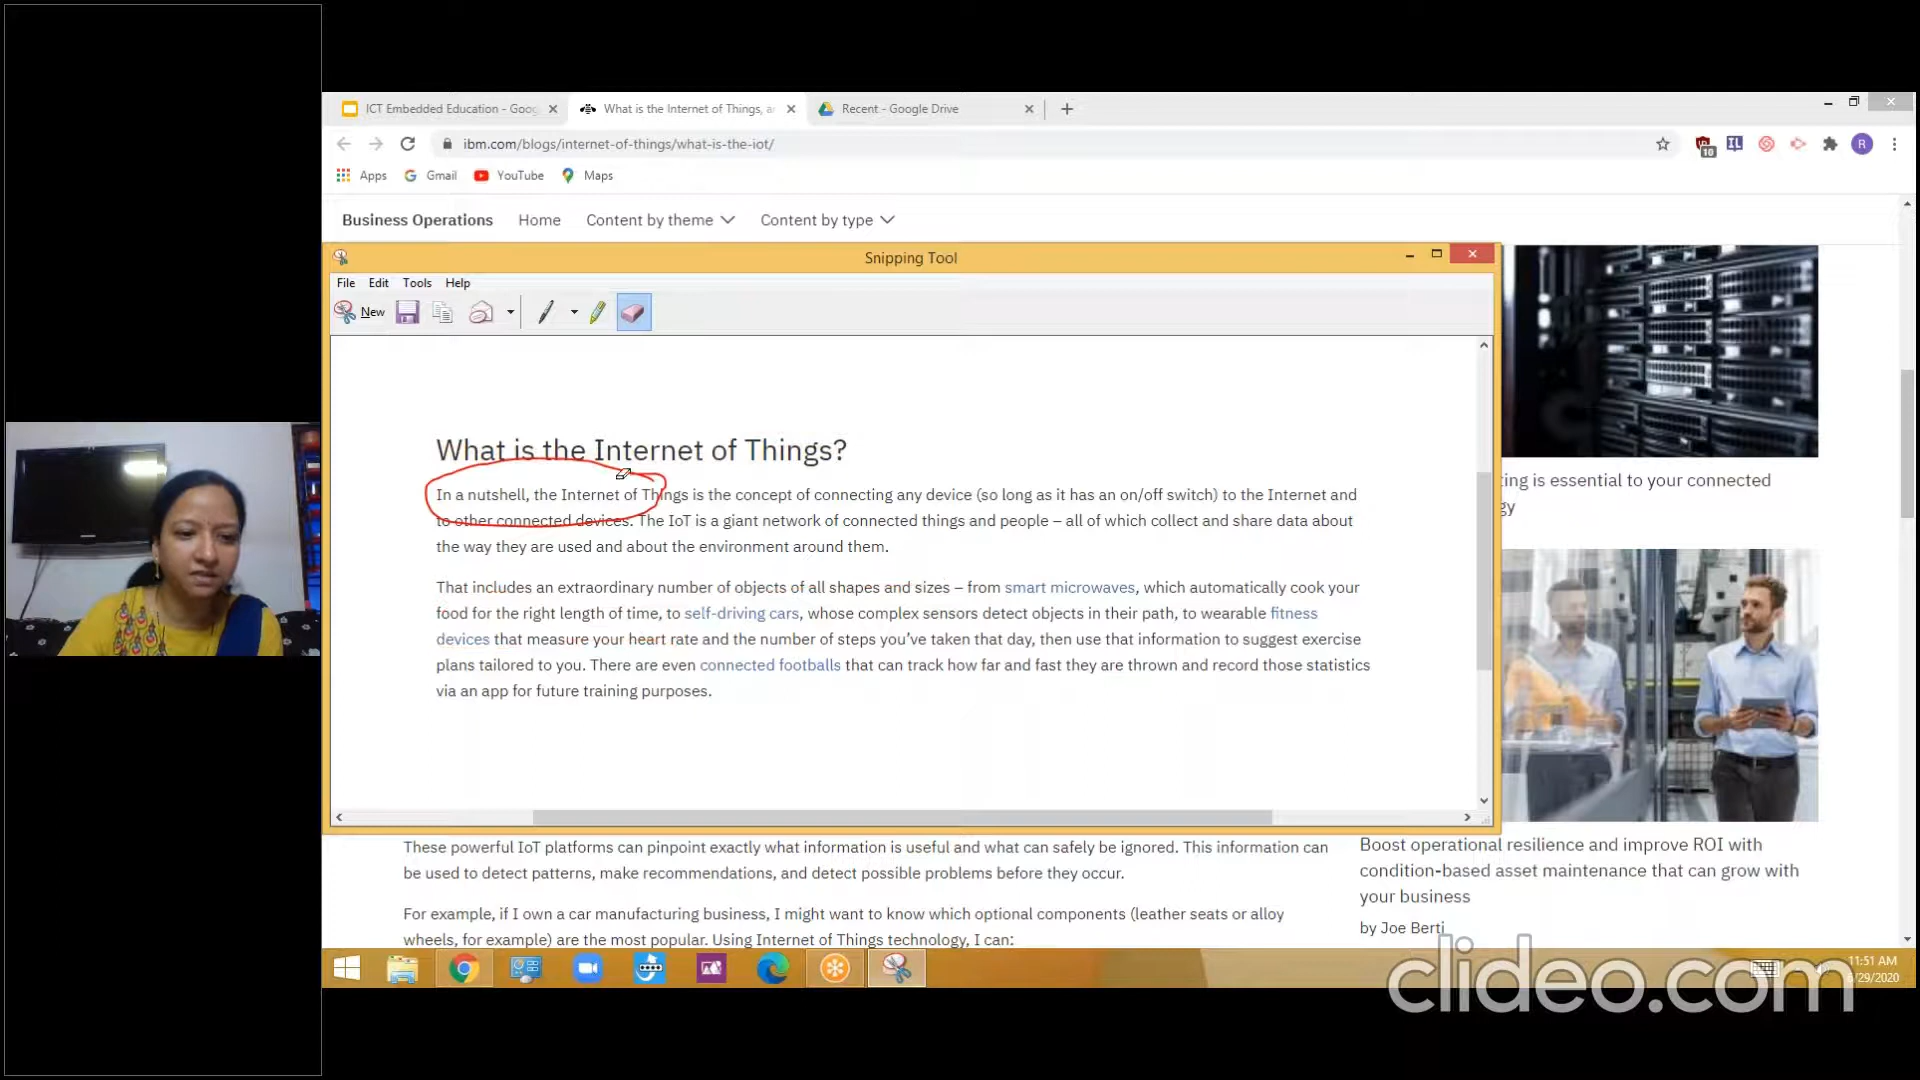 ICT Embedded Education - Goog
What is the Internet of Things, a
Recent - Google Drive
ibm.com/blogs/internet-of-things/what-is-the-iot/
10
R
Apps
Gmail
YouTube
Maps
Business Operations
Home
Content by theme
Content by type
Snipping Tool
File Edit Tools Help
New
What is the Internet of Things?
In a nutshell, the Internet of Things is the concept of connecting any device (so long as it has an on/off switch) to the Internet and
to other connected devices. The IoT is a giant network of connected things and people – all of which collect and share data about
the way they are used and about the environment around them.
That includes an extraordinary number of objects of all shapes and sizes – from smart microwaves, which automatically cook your
food for the right length of time, to self-driving cars, whose complex sensors detect objects in their path, to wearable fitness
devices that measure your heart rate and the number of steps you've taken that day, then use that information to suggest exercise
plans tailored to you. There are even connected footballs that can track how far and fast they are thrown and record those statistics
via an app for future training purposes.
ing is essential to your connected
gy
These powerful IoT platforms can pinpoint exactly what information is useful and what can safely be ignored. This information can
be used to detect patterns, make recommendations, and detect possible problems before they occur.
For example, if I own a car manufacturing business, I might want to know which optional components (leather seats or alloy
wheels, for example) are the most popular. Using Internet of Things technology, I can:
Boost operational resilience and improve ROI with
condition-based asset maintenance that can grow with
your business
by Joe Berti
11:51 AM
/29/2020
clideo.com